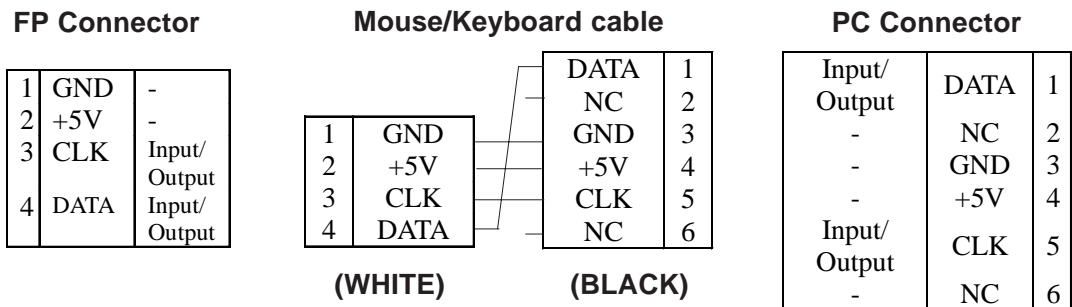 FP Connector
1 GND -
2 +5V -
3 CLK Input/
Output
4 DATA Input/
Output
Mouse/Keyboard cable
1 GND
2 +5V
3 CLK
4 DATA
(WHITE)
DATA 1
NC 2
GND 3
+5V 4
CLK 5
NC 6
(BLACK)
PC Connector
Input/
Output DATA 1
- NC 2
- GND 3
- +5V 4
Input/
Output CLK 5
- NC 6